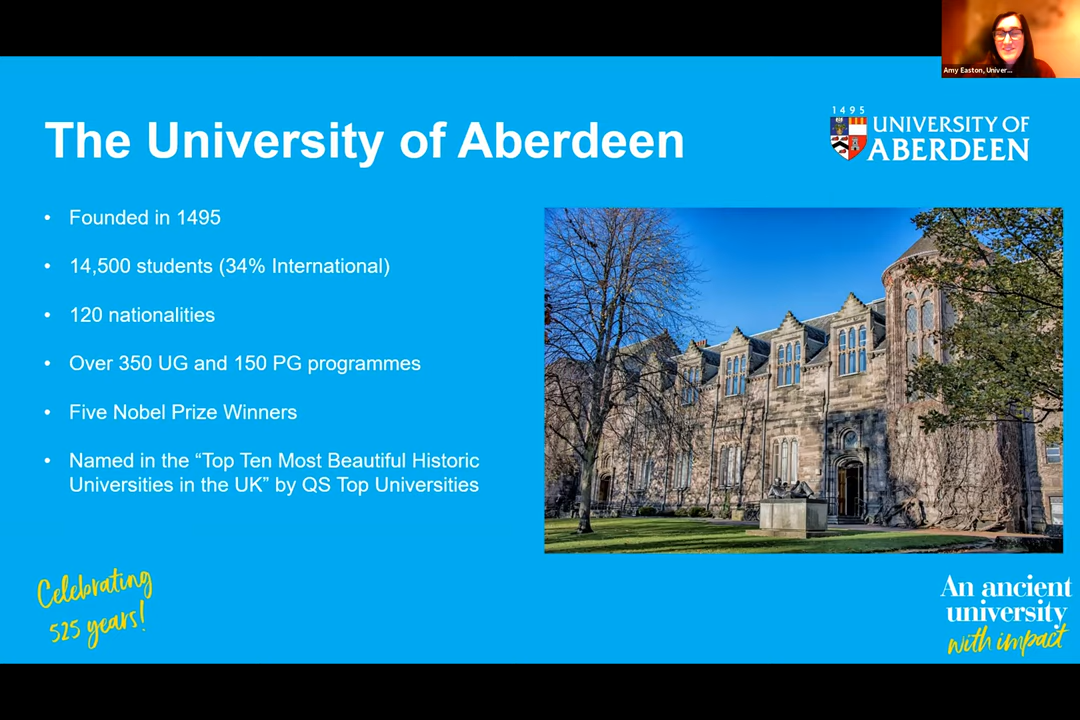 Amy Easton, Univer...
The University of Aberdeen
1495
UNIVERSITY OF
ABERDEEN
• Founded in 1495
• 14,500 students (34% International)
• 120 nationalities
• Over 350 UG and 150 PG programmes
• Five Nobel Prize Winners
• Named in the “Top Ten Most Beautiful Historic
Universities in the UK” by QS Top Universities
Celebrating
525 years!
An ancient
university
with impact